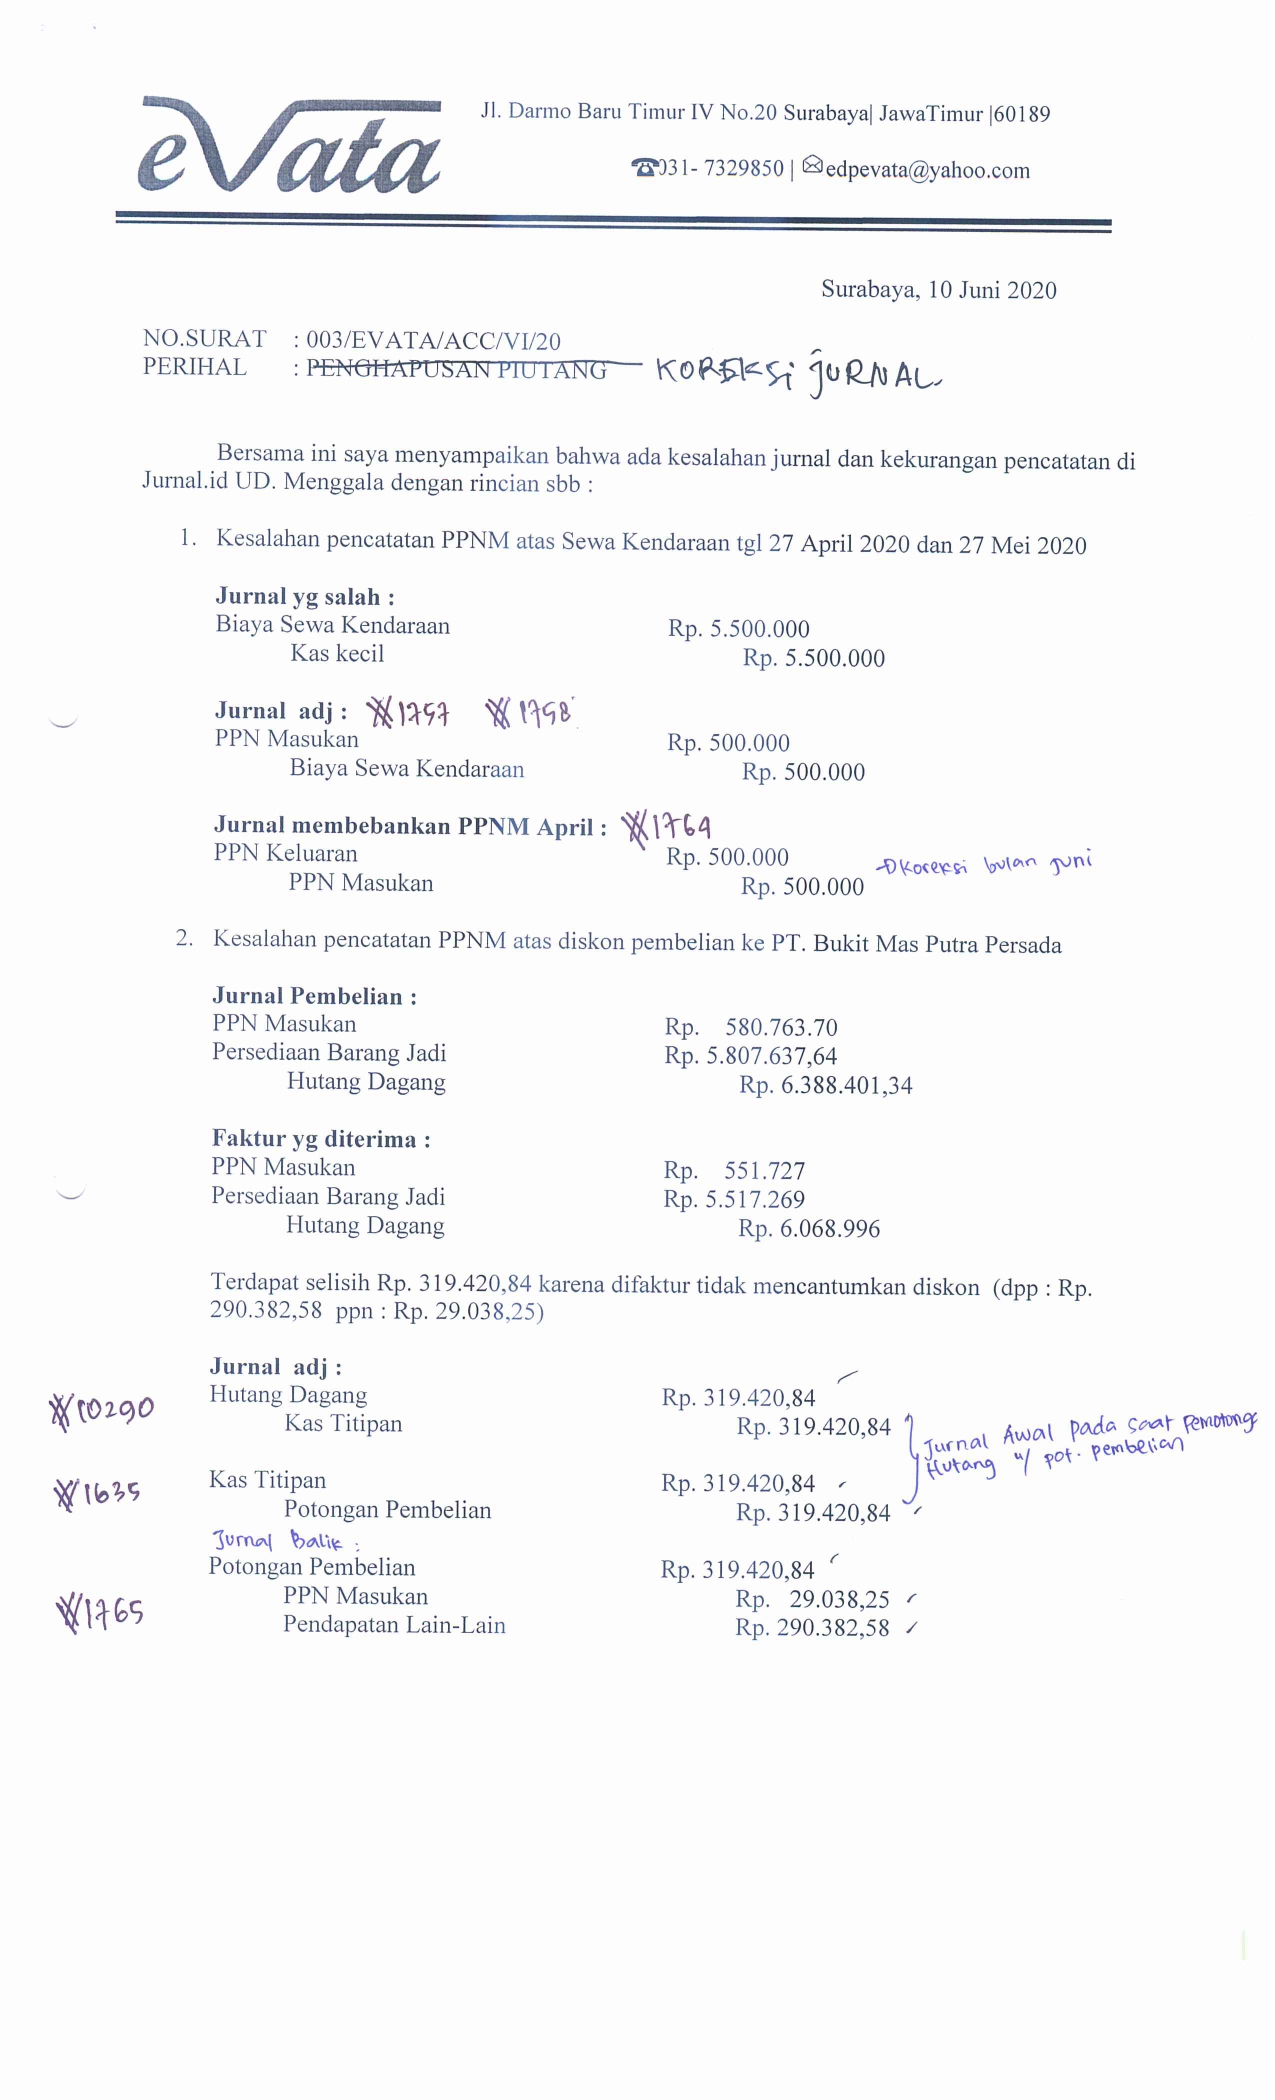 eVata
Jl. Darmo Baru Timur IV No.20 Surabaya| JawaTimur |60189
☎031- 7329850 | ✉edpevata@yahoo.com
Surabaya, 10 Juni 2020
NO.SURAT : 003/EVATA/ACC/VI/20
PERIHAL : PENGHAPUSAN PIUTANG KOREKSI JURNAL
Bersama ini saya menyampaikan bahwa ada kesalahan jurnal dan kekurangan pencatatan di
Jurnal.id UD. Menggala dengan rincian sbb :
1. Kesalahan pencatatan PPNM atas Sewa Kendaraan tgl 27 April 2020 dan 27 Mei 2020
Jurnal yg salah :
Biaya Sewa Kendaraan Rp. 5.500.000
Kas kecil Rp. 5.500.000
Jurnal adj : 1757 1758
PPN Masukan Rp. 500.000
Biaya Sewa Kendaraan Rp. 500.000
Jurnal membebankan PPNM April : 1764
PPN Keluaran Rp. 500.000 →Koreksi bulan Juni
PPN Masukan Rp. 500.000
2. Kesalahan pencatatan PPNM atas diskon pembelian ke PT. Bukit Mas Putra Persada
Jurnal Pembelian :
PPN Masukan Rp. 580.763.70
Persediaan Barang Jadi Rp. 5.807.637,64
Hutang Dagang Rp. 6.388.401,34
Faktur yg diterima :
PPN Masukan Rp. 551.727
Persediaan Barang Jadi Rp. 5.517.269
Hutang Dagang Rp. 6.068.996
Terdapat selisih Rp. 319.420,84 karena difaktur tidak mencantumkan diskon (dpp : Rp.
290.382,58 ppn : Rp. 29.038,25)
Jurnal adj :
10290 Hutang Dagang Rp. 319.420,84
Kas Titipan Rp. 319.420,84
Jurnal Awal pada saat Pemotong
Hutang w/ pot. pembelian
1635 Kas Titipan Rp. 319.420,84
Potongan Pembelian Rp. 319.420,84
Jurnal Balik :
Potongan Pembelian Rp. 319.420,84
1765 PPN Masukan Rp. 29.038,25
Pendapatan Lain-Lain Rp. 290.382,58